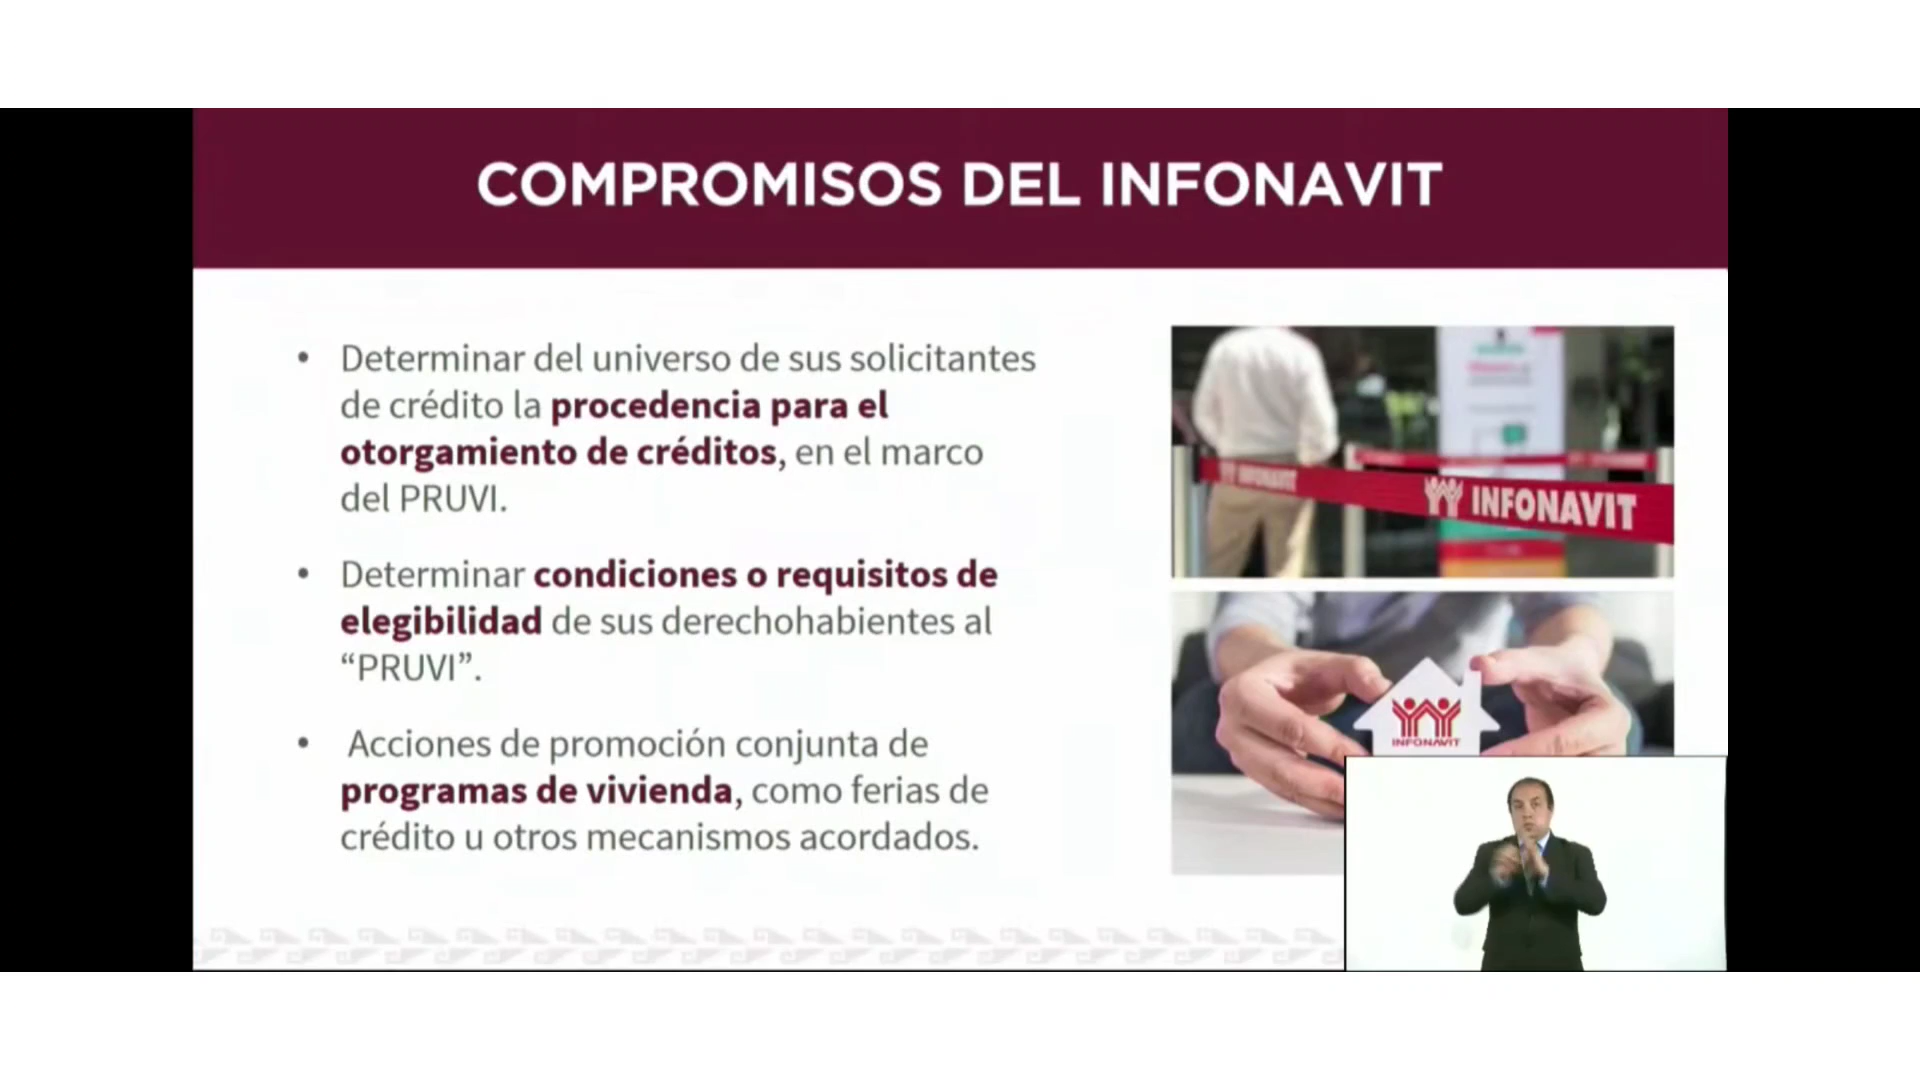 COMPROMISOS DEL INFONAVIT
• Determinar del universo de sus solicitantes
de crédito la procedencia para el
otorgamiento de créditos, en el marco
del PRUVI.
• Determinar condiciones o requisitos de
elegibilidad de sus derechohabientes al
“PRUVI”.
• Acciones de promoción conjunta de
programas de vivienda, como ferias de
crédito u otros mecanismos acordados.
INFONAVIT
INFONAVIT
INFONAVIT